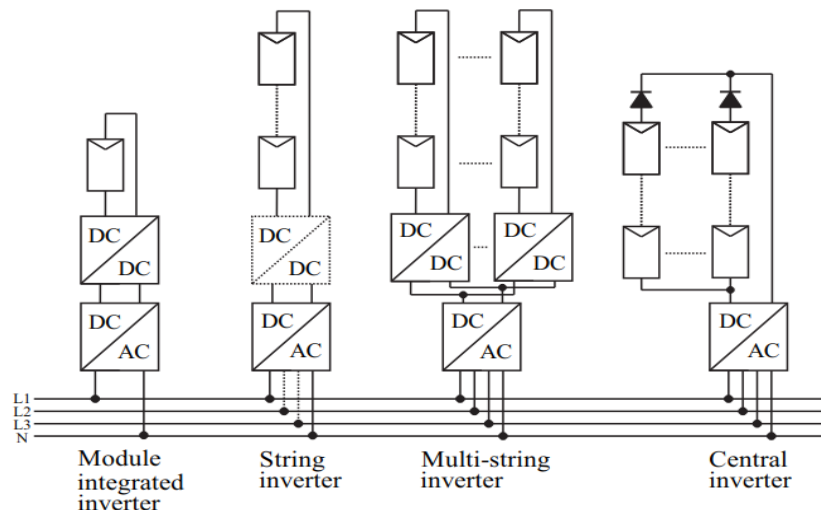 DC
DC
DC
AC
DC
DC
DC
AC
DC
DC
DC
DC
DC
AC
DC
AC
L1
L2
L3
N
Module
integrated
inverter
String
inverter
Multi-string
inverter
Central
inverter